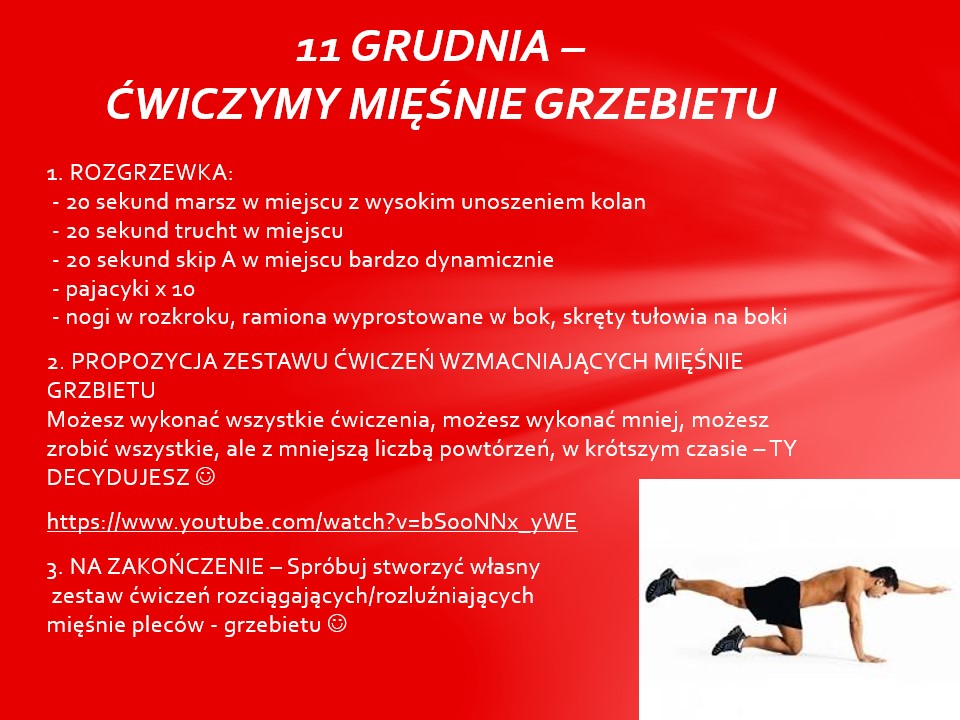 11 GRUDNIA –
ĆWICZYMY MIĘŚNIE GRZEBIETU
1. ROZGRZEWKA:
- 20 sekund marsz w miejscu z wysokim unoszeniem kolan
- 20 sekund trucht w miejscu
- 20 sekund skip A w miejscu bardzo dynamicznie
- pajacyki x 10
- nogi w rozkroku, ramiona wyprostowane w bok, skręty tułowia na boki
2. PROPOZYCJA ZESTAWU ĆWICZEŃ WZMACNIAJĄCYCH MIĘŚNIE
GRZBIETU
Możesz wykonać wszystkie ćwiczenia, możesz wykonać mniej, możesz
zrobić wszystkie, ale z mniejszą liczbą powtórzeń, w krótszym czasie – TY
DECYDUJESZ ☺
https://www.youtube.com/watch?v=bSooNNx_yWE
3. NA ZAKOŃCZENIE – Spróbuj stworzyć własny
zestaw ćwiczeń rozciągających/rozluźniających
mięśnie pleców - grzebietu ☺